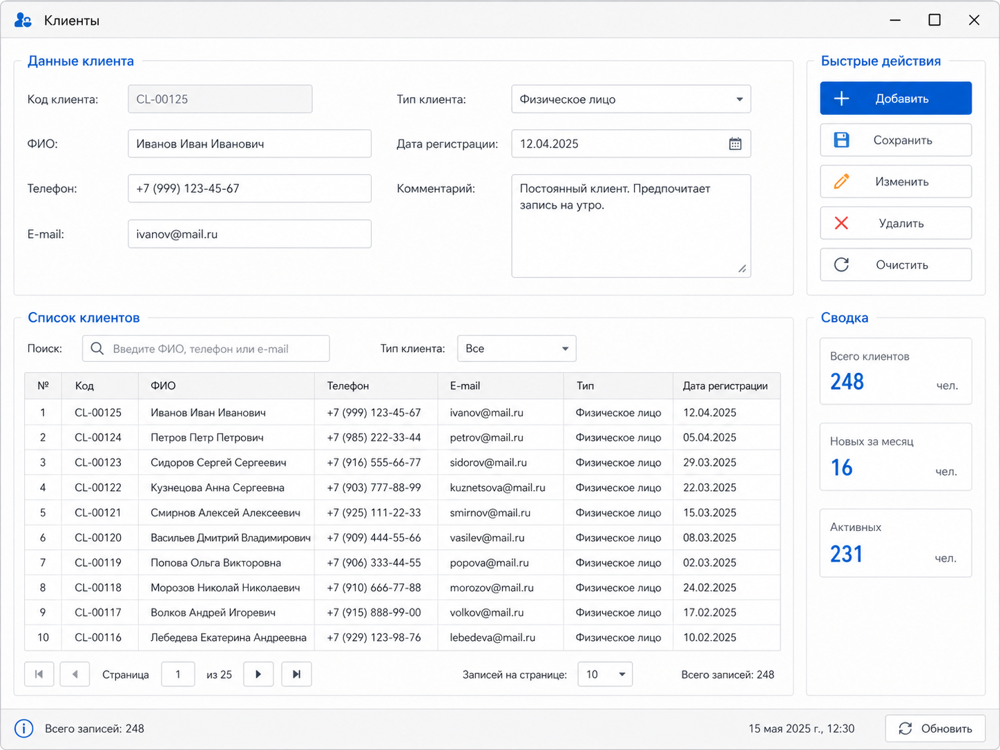 Клиенты
Данные клиента
Код клиента: CL-00125
Тип клиента: Физическое лицо
ФИО: Иванов Иван Иванович
Дата регистрации: 12.04.2025
Телефон: +7 (999) 123-45-67
Комментарий: Постоянный клиент. Предпочитает
запись на утро.
E-mail: ivanov@mail.ru
Быстрые действия
Добавить
Сохранить
Изменить
Удалить
Очистить
Список клиентов
Поиск: Введите ФИО, телефон или e-mail
Тип клиента: Все
№ Код ФИО Телефон E-mail Тип Дата регистрации
1 CL-00125 Иванов Иван Иванович +7 (999) 123-45-67 ivanov@mail.ru Физическое лицо 12.04.2025
2 CL-00124 Петров Петр Петрович +7 (985) 222-33-44 petrov@mail.ru Физическое лицо 05.04.2025
3 CL-00123 Сидоров Сергей Сергеевич +7 (916) 555-66-77 sidorov@mail.ru Физическое лицо 29.03.2025
4 CL-00122 Кузнецова Анна Сергеевна +7 (903) 777-88-99 kuznetsova@mail.ru Физическое лицо 22.03.2025
5 CL-00121 Смирнов Алексей Алексеевич +7 (925) 111-22-33 smirnov@mail.ru Физическое лицо 15.03.2025
6 CL-00120 Васильев Дмитрий Владимирович +7 (909) 444-55-66 vasilev@mail.ru Физическое лицо 08.03.2025
7 CL-00119 Попова Ольга Викторовна +7 (906) 333-44-55 popova@mail.ru Физическое лицо 02.03.2025
8 CL-00118 Морозов Николай Николаевич +7 (910) 666-77-88 morozov@mail.ru Физическое лицо 24.02.2025
9 CL-00117 Волков Андрей Игоревич +7 (915) 888-99-00 volkov@mail.ru Физическое лицо 17.02.2025
10 CL-00116 Лебедева Екатерина Андреевна +7 (929) 123-98-76 lebedeva@mail.ru Физическое лицо 10.02.2025
Страница 1 из 25
Записей на странице: 10
Всего записей: 248
Сводка
Всего клиентов
248 чел.
Новых за месяц
16 чел.
Активных
231 чел.
Всего записей: 248
15 мая 2025 г., 12:30
Обновить